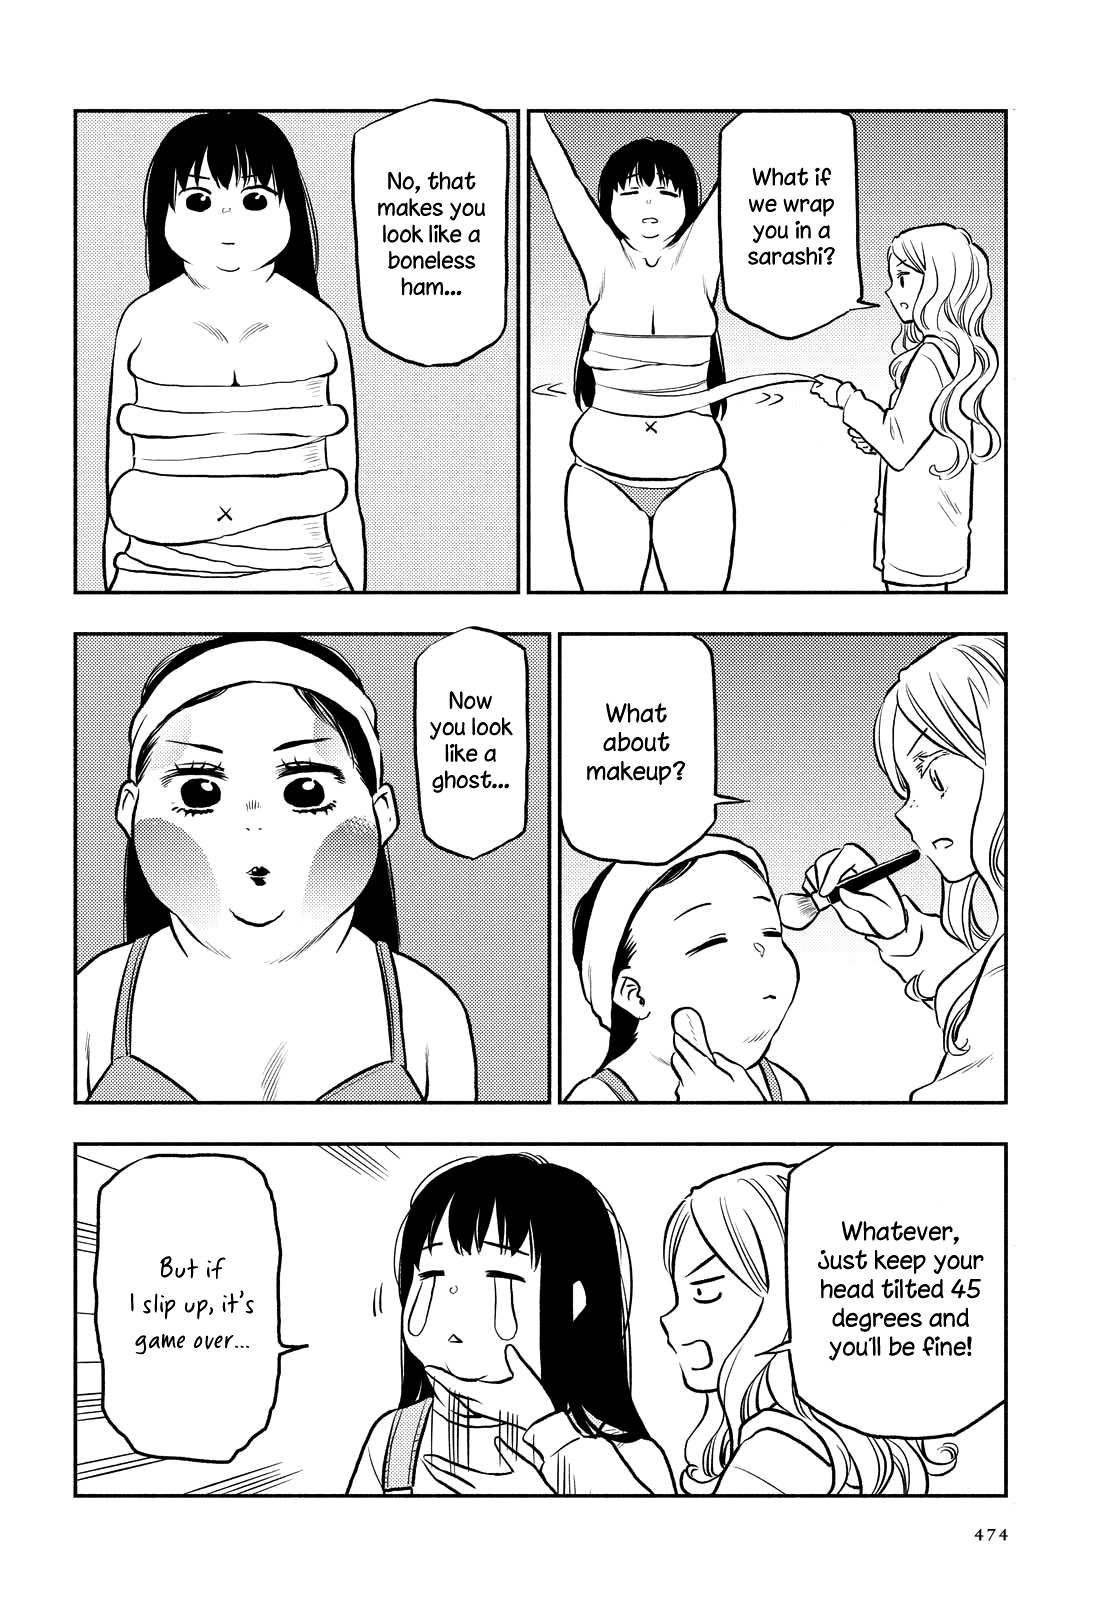 What if
we wrap
you in a
sarashi?
No, that
makes you
look like a
boneless
ham...
What
about
makeup?
Now
you look
like a
ghost...
Whatever,
just keep your
head tilted 45
degrees and
you'll be fine!
But if
I slip up, it's
game over...
474